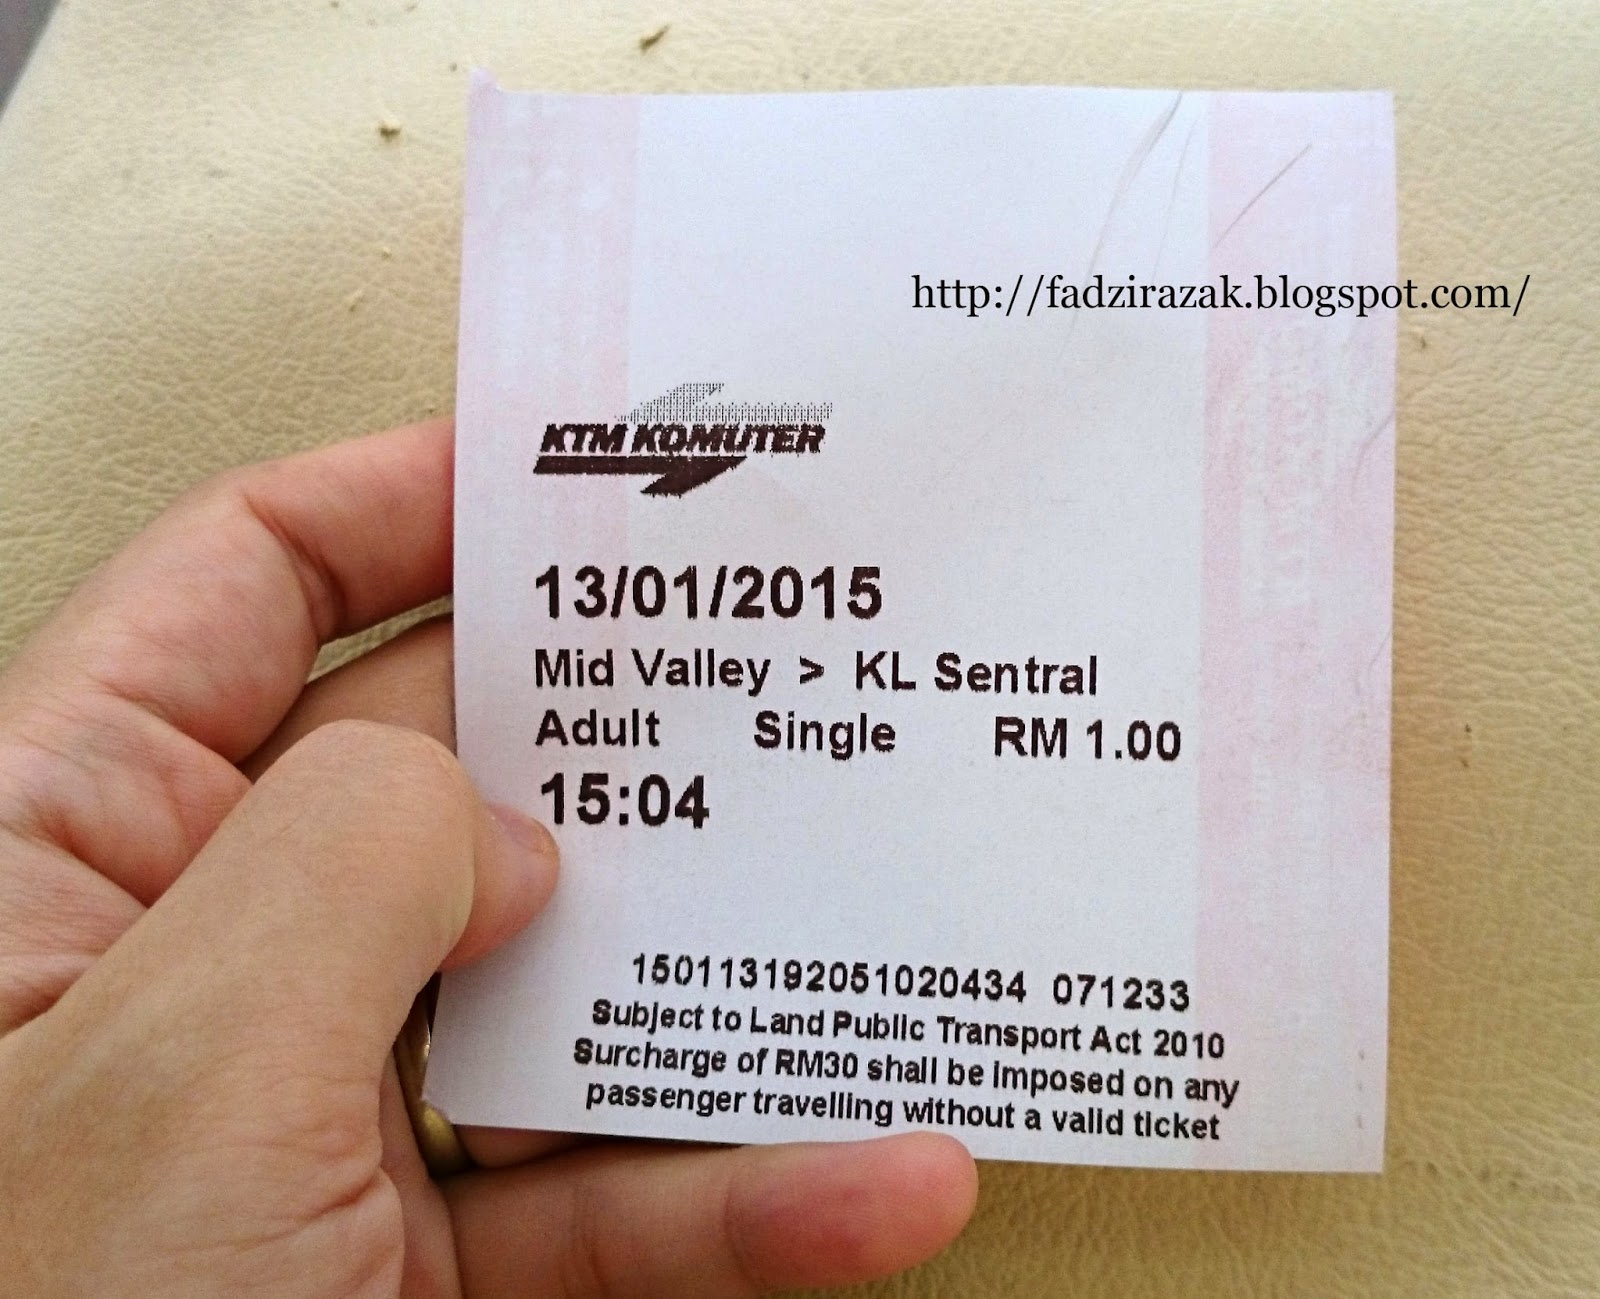 http://fadzirazak.blogspot.com/
KTM KOMUTER
13/01/2015
Mid Valley > KL Sentral
Adult Single RM 1.00
15:04
150113192051020434 071233
Subject to Land Public Transport Act 2010
Surcharge of RM30 shall be imposed on any
passenger travelling without a valid ticket